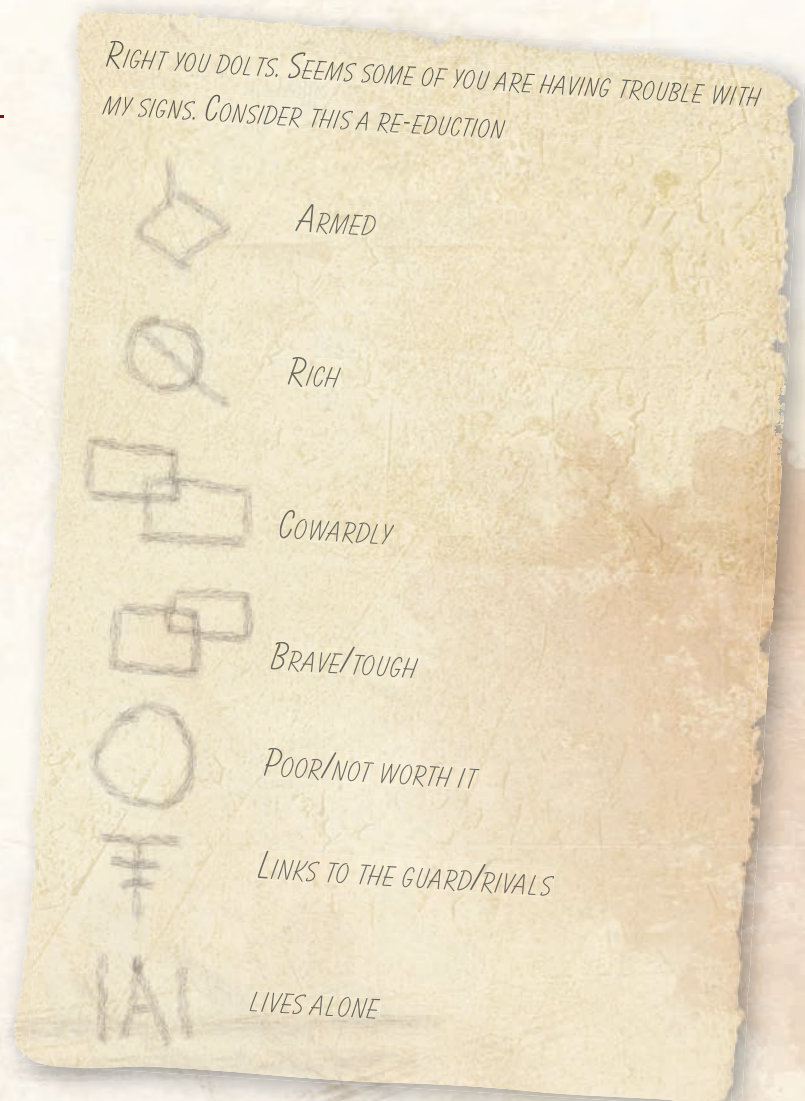 Right you dolts. Seems some of you are having trouble with
my signs. Consider this a re-eduction
Armed
Rich
Cowardly
Brave/tough
Poor/not worth it
Links to the guard/rivals
lives alone